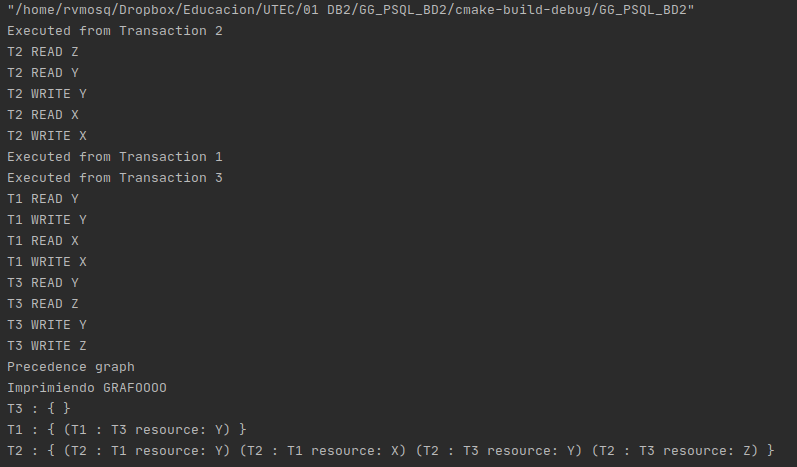 "/home/rvmosq/Dropbox/Educacion/UTEC/01 DB2/GG_PSQL_BD2/cmake-build-debug/GG_PSQL_BD2"
Executed from Transaction 2
T2 READ Z
T2 READ Y
T2 WRITE Y
T2 READ X
T2 WRITE X
Executed from Transaction 1
Executed from Transaction 3
T1 READ Y
T1 WRITE Y
T1 READ X
T1 WRITE X
T3 READ Y
T3 READ Z
T3 WRITE Y
T3 WRITE Z
Precedence graph
Imprimiendo GRAFOOOO
T3 : { }
T1 : { (T1 : T3 resource: Y) }
T2 : { (T2 : T1 resource: Y) (T2 : T1 resource: X) (T2 : T3 resource: Y) (T2 : T3 resource: Z) }